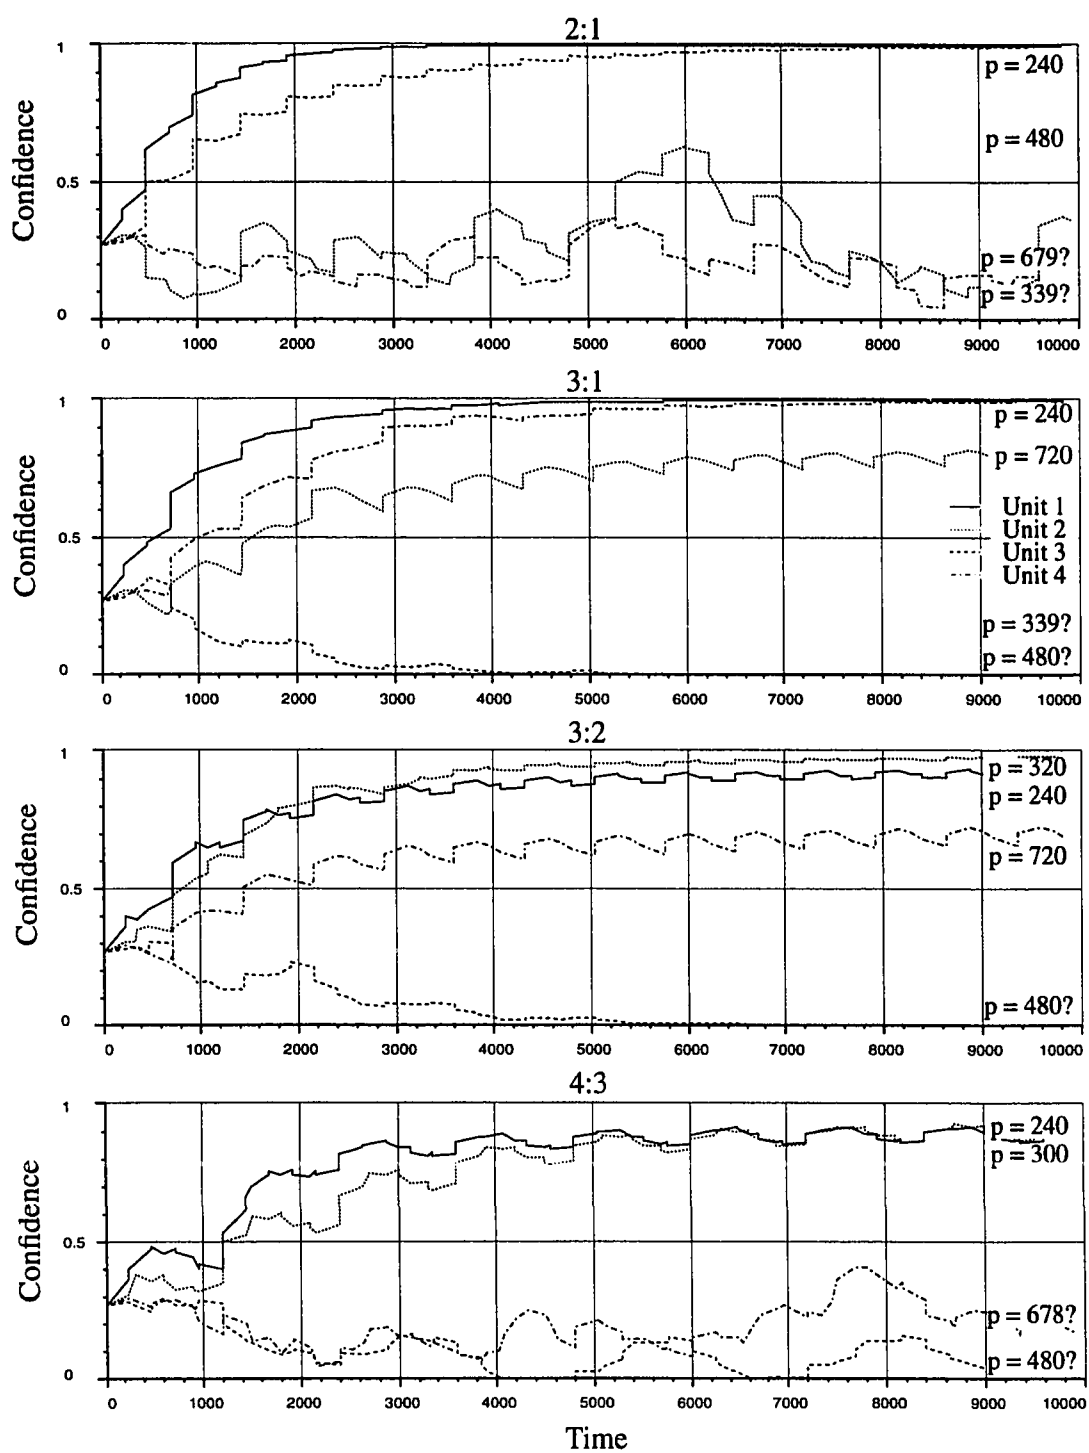 2:1
1
p = 240
p = 480
Confidence
0.5
p = 679?
p = 339?
0
0 1000 2000 3000 4000 5000 6000 7000 8000 9000 10000
3:1
1
p = 240
p = 720
Confidence
Unit 1
Unit 2
0.5
Unit 3
Unit 4
p = 339?
p = 480?
0
0 1000 2000 3000 4000 5000 6000 7000 8000 9000 10000
3:2
1
p = 320
p = 240
p = 720
Confidence
0.5
p = 480?
0
0 1000 2000 3000 4000 5000 6000 7000 8000 9000 10000
4:3
1
p = 240
p = 300
Confidence
0.5
p = 678?
p = 480?
0
0 1000 2000 3000 4000 5000 6000 7000 8000 9000 10000
Time